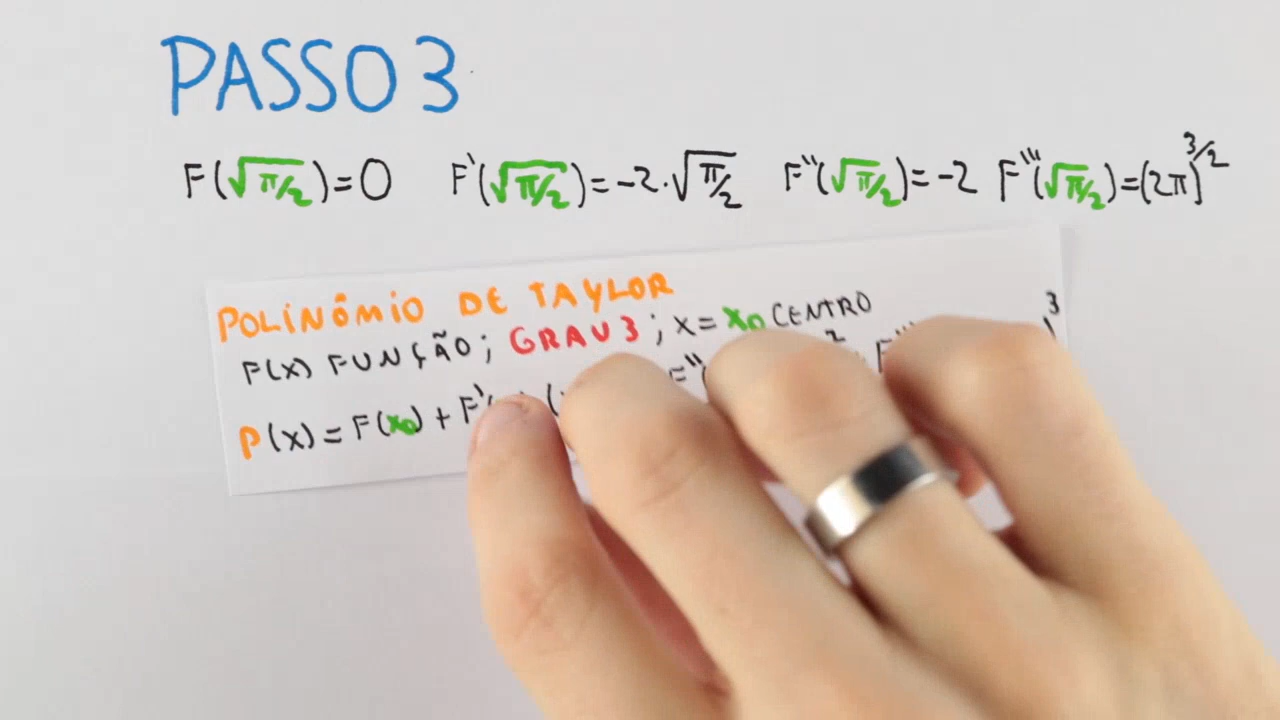 PASSO 3
F(√π/2)=0 F'(√π/2)=-2·√π/2 F''(√π/2)=-2 F'''(√π/2)=(2π)^3/2
POLINÔMIO DE TAYLOR
F(x) FUNÇÃO; GRAU 3; x=x0 CENTRO
P(x)=F(x0)+F'